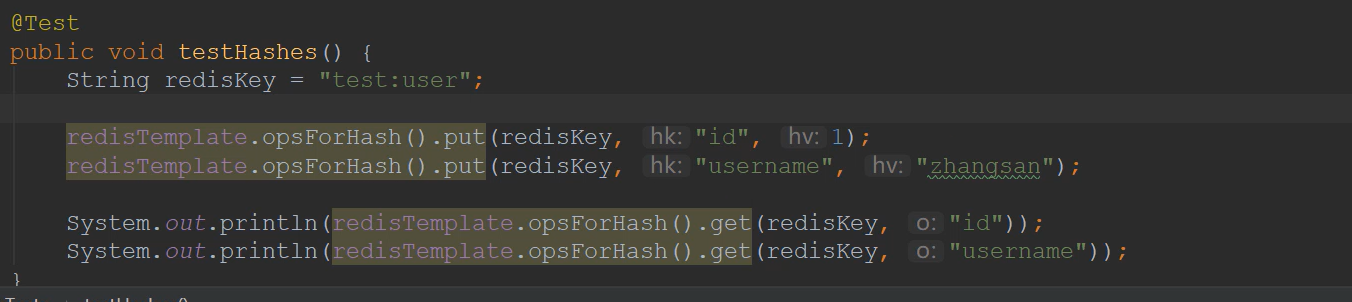 @Test
public void testHashes() {
String redisKey = "test:user";
redisTemplate.opsForHash().put(redisKey, hk: "id", hv: 1);
redisTemplate.opsForHash().put(redisKey, hk: "username", hv: "zhangsan");
System.out.println(redisTemplate.opsForHash().get(redisKey, o: "id"));
System.out.println(redisTemplate.opsForHash().get(redisKey, o: "username"));
}